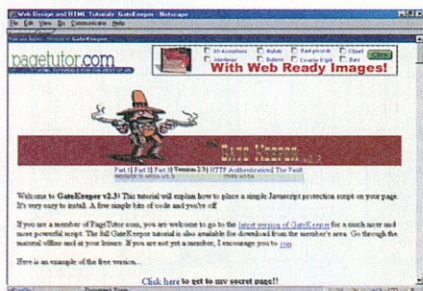 Web Design and HTML Tutorials: GateKeeper - Netscape
File Edit View Go Communicator Help
pagetutor.com
With Web Ready Images!
GATE KEEPER v2.3
Part 1| Part 2| Part 3| Version 2.3| HTTP Authentication| The Vault
Welcome to GateKeeper v2.3! This tutorial will explain how to place a simple Javascript protection script on your page.
It's very easy to install. A few simple bits of code and you're off.
If you are a member of PageTutor.com, you are welcome to go to the latest version of GateKeeper for a much more and
more powerful script. The full GateKeeper tutorial is also available for download from the member's area. Go through the
material offline and at your leisure. If you are not yet a member, I encourage you to join
Here is an example of the free version...
Click here to get to my secret page!!